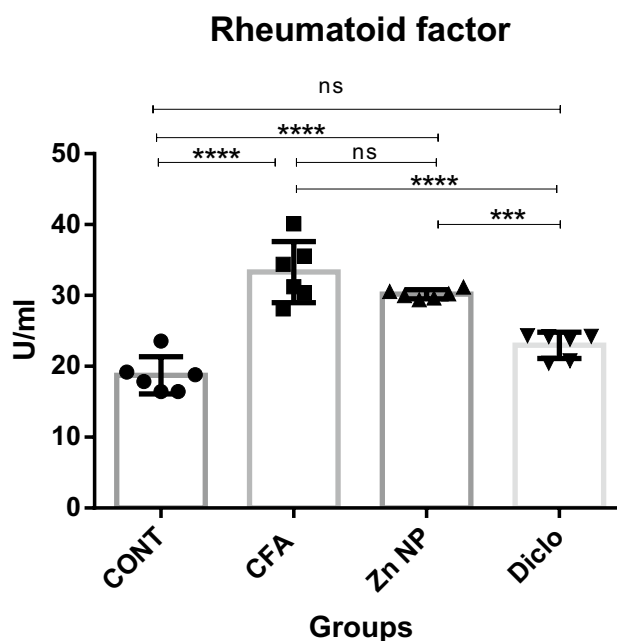 Rheumatoid factor
ns
****
**** ns
****
***
50
40
30
20
10
0
U/ml
CONT
CFA
Zn NP
Diclo
Groups